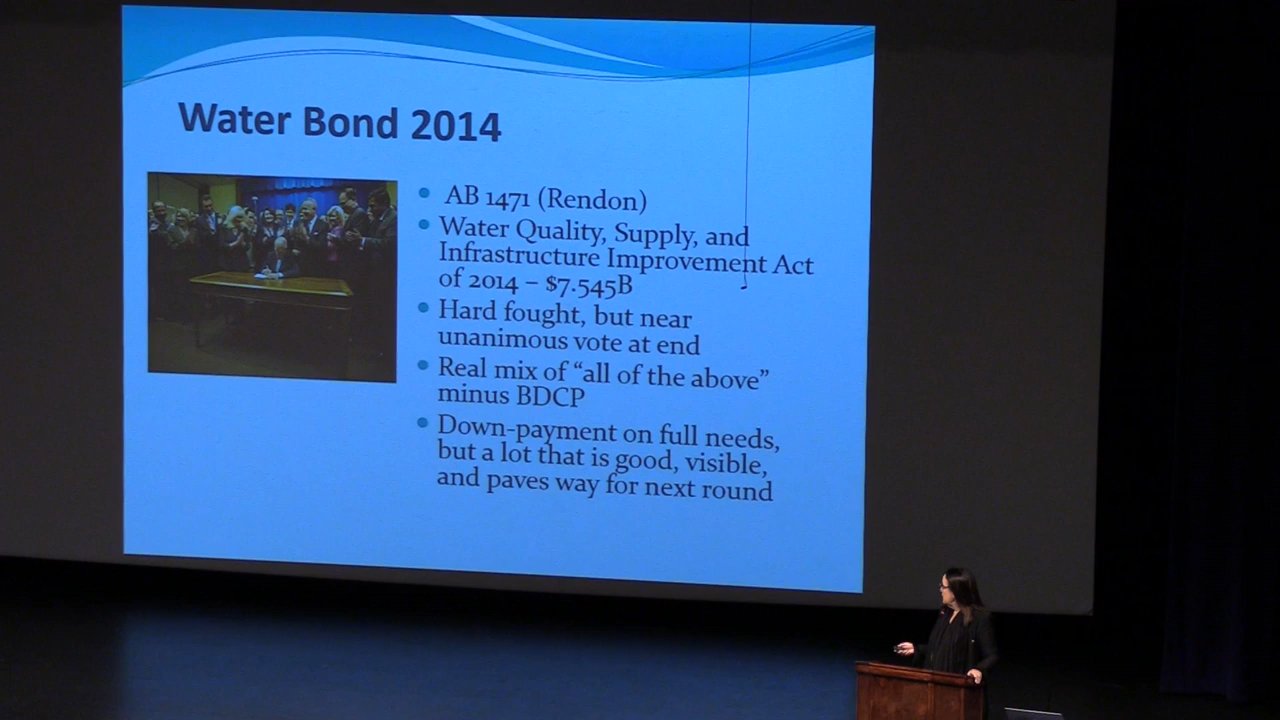 Water Bond 2014
AB 1471 (Rendon)
Water Quality, Supply, and
Infrastructure Improvement Act
of 2014 – $7.545B
Hard fought, but near
unanimous vote at end
Real mix of “all of the above”
minus BDCP
Down-payment on full needs,
but a lot that is good, visible,
and paves way for next round